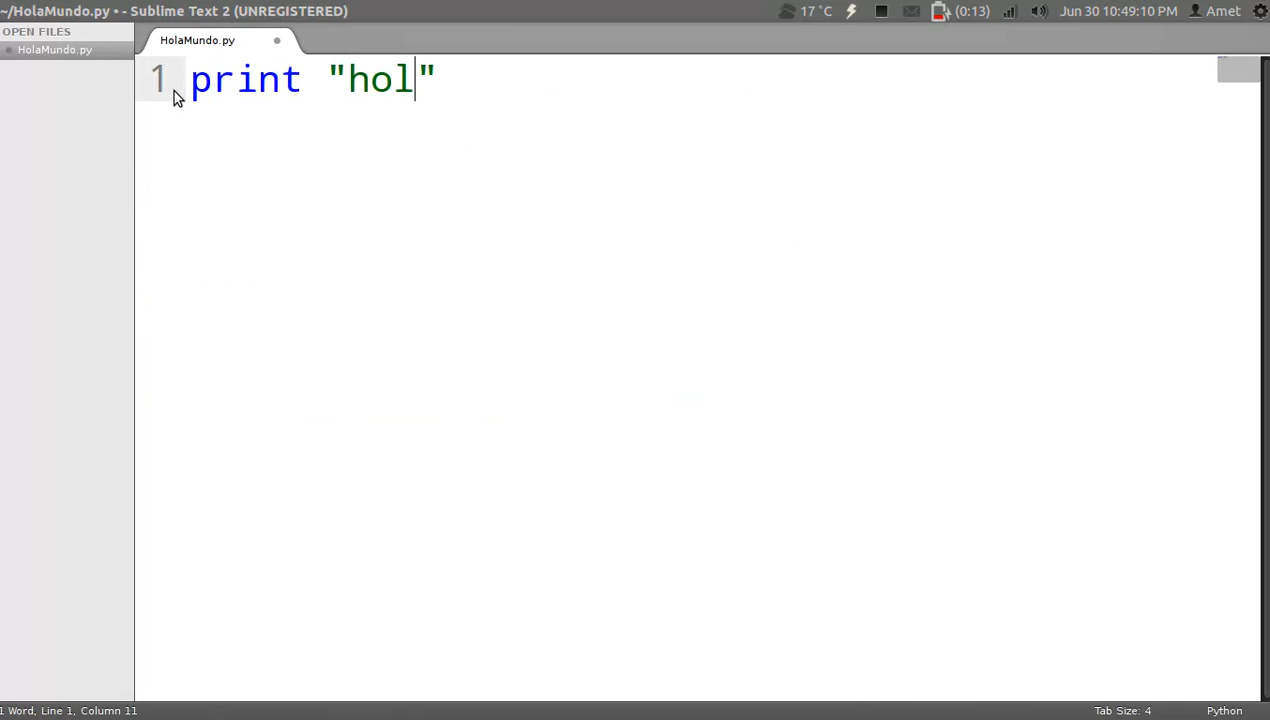 ~/HolaMundo.py • - Sublime Text 2 (UNREGISTERED)
17 °C
(0:13)
Jun 30 10:49:10 PM
Amet
OPEN FILES
HolaMundo.py
HolaMundo.py
1 print "hol"
1 Word, Line 1, Column 11
Tab Size: 4
Python